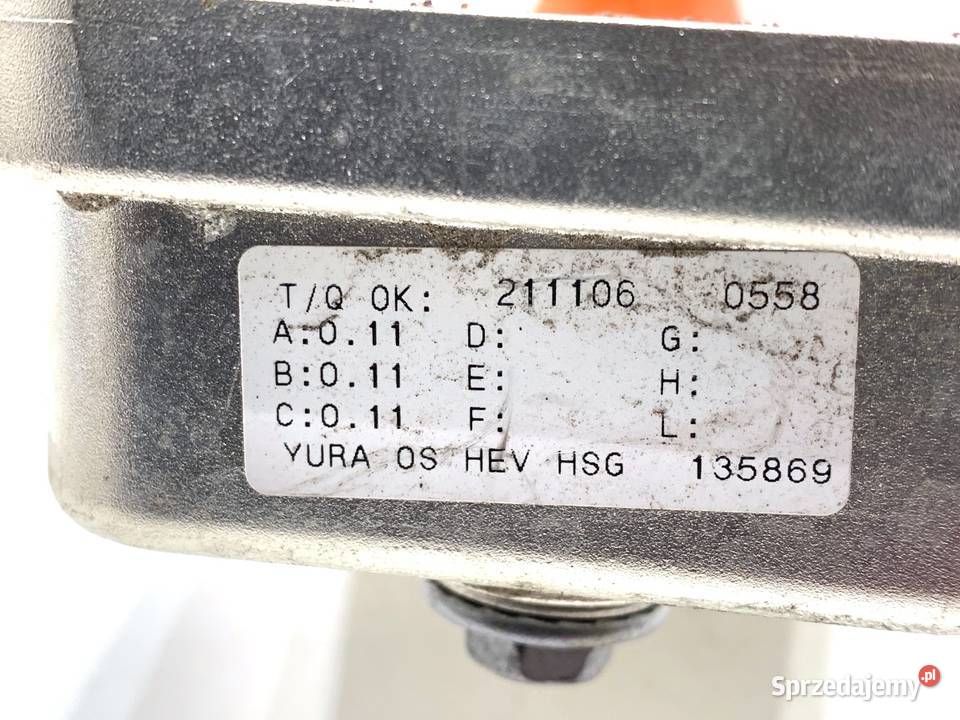 T/Q OK: 211106 0558
A:0.11 D: G:
B:0.11 E: H:
C:0.11 F: L:
YURA OS HEV HSG 135869
Sprzedajemy.pl